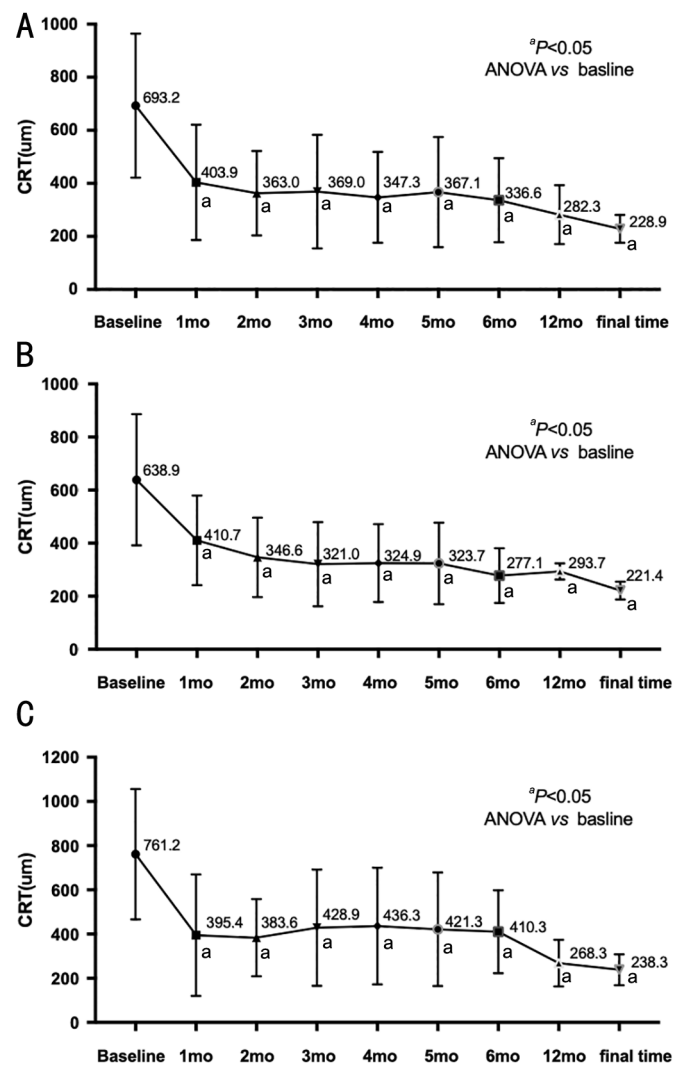 A
1000
800
600
400
200
0
CRT(um)
ᵃP<0.05
ANOVA vs basline
693.2
403.9
363.0
369.0
347.3
367.1
336.6
282.3
228.9
a a a a a a a a
Baseline 1mo 2mo 3mo 4mo 5mo 6mo 12mo final time
B
1000
800
600
400
200
0
CRT(um)
ᵃP<0.05
ANOVA vs basline
638.9
410.7
346.6
321.0
324.9
323.7
277.1
293.7
221.4
a a a a a a a a
Baseline 1mo 2mo 3mo 4mo 5mo 6mo 12mo final time
C
1200
1000
800
600
400
200
0
CRT(um)
ᵃP<0.05
ANOVA vs basline
761.2
395.4
383.6
428.9
436.3
421.3
410.3
268.3
238.3
a a a a a a a a
Baseline 1mo 2mo 3mo 4mo 5mo 6mo 12mo final time